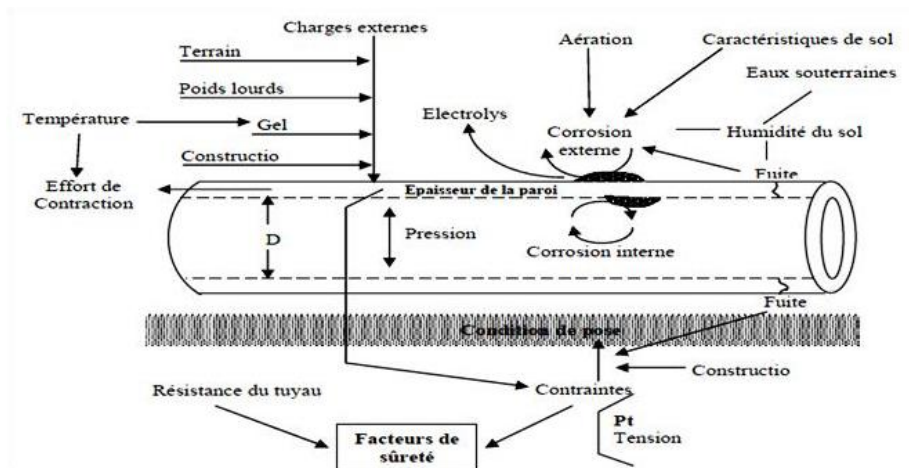 Charges externes
Terrain
Aération
Caractéristiques de sol
Eaux souterraines
Poids lourds
Température
Gel
Electrolys
Corrosion
externe
Humidité du sol
Constructio
Fuite
Effort de
Contraction
Epaisseur de la paroi
D
Pression
Corrosion interne
Fuite
Condition de pose
Constructio
Résistance du tuyau
Contraintes
Pt
Tension
Facteurs de
sûreté